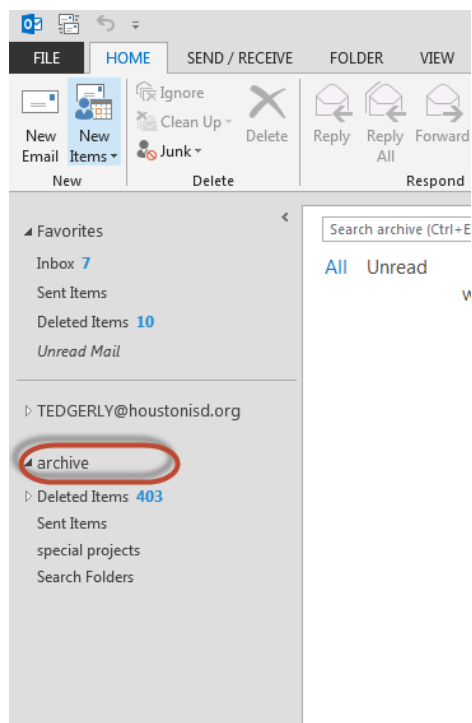 FILE HOME SEND / RECEIVE FOLDER VIEW
New Email
New Items
Ignore
Clean Up
Junk
Delete
Reply
Reply All
Forward
New Delete Respond
Favorites
Inbox 7
Sent Items
Deleted Items 10
Unread Mail
TEDGERLY@houstonisd.org
archive
Deleted Items 403
Sent Items
special projects
Search Folders
Search archive (Ctrl+E
All Unread